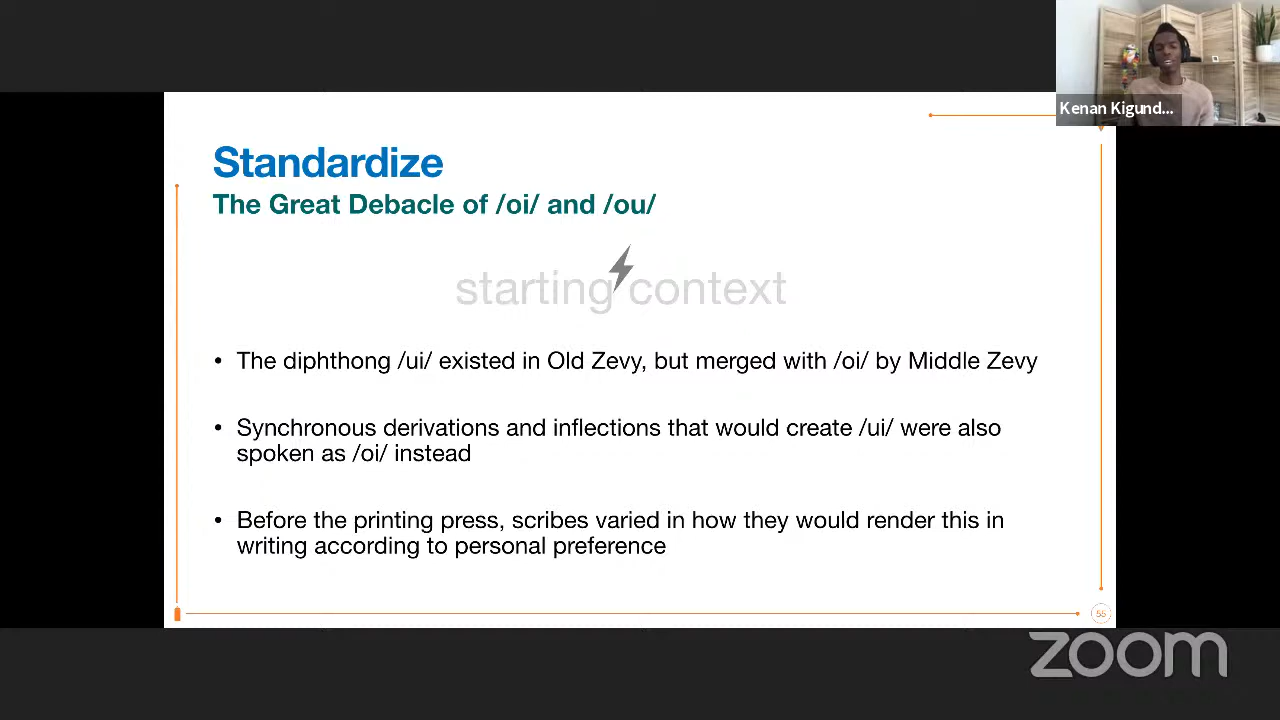 Kenan Kigund...
Standardize
The Great Debacle of /oi/ and /ou/
starting context
• The diphthong /ui/ existed in Old Zevy, but merged with /oi/ by Middle Zevy
• Synchronous derivations and inflections that would create /ui/ were also
spoken as /oi/ instead
• Before the printing press, scribes varied in how they would render this in
writing according to personal preference
55
zoom